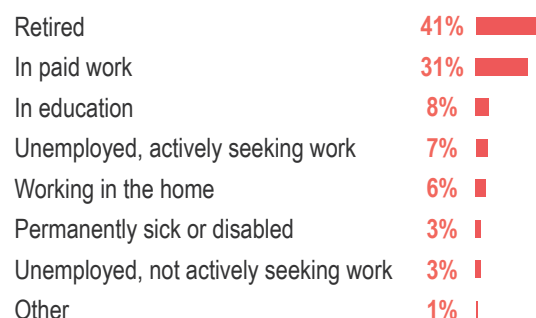 Retired 41%
In paid work 31%
In education 8%
Unemployed, actively seeking work 7%
Working in the home 6%
Permanently sick or disabled 3%
Unemployed, not actively seeking work 3%
Other 1%